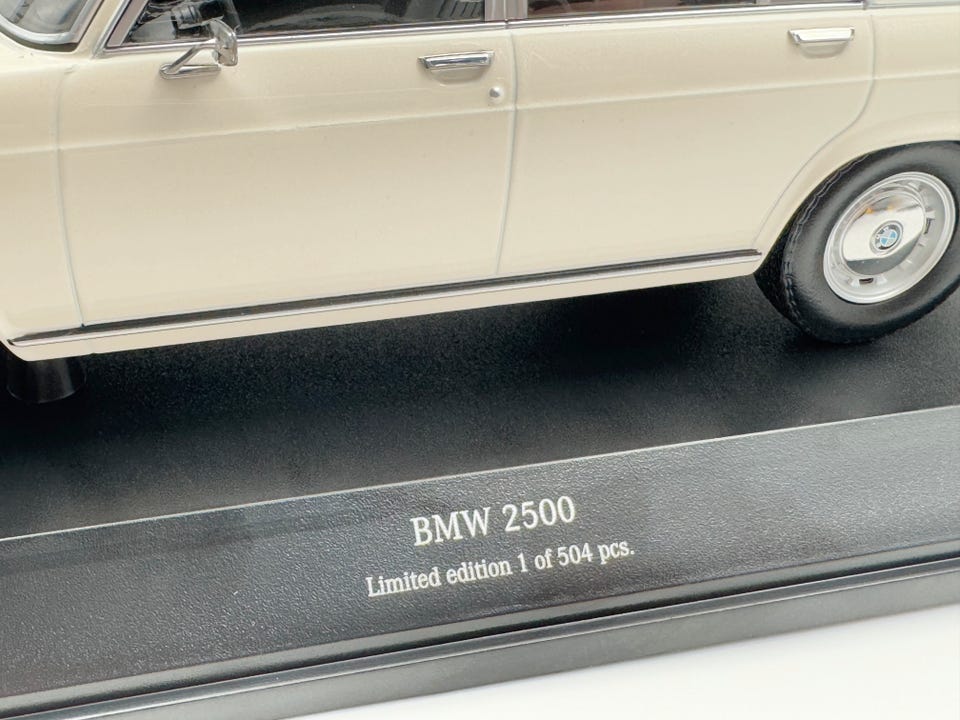 BMW 2500
Limited edition 1 of 504 pcs.